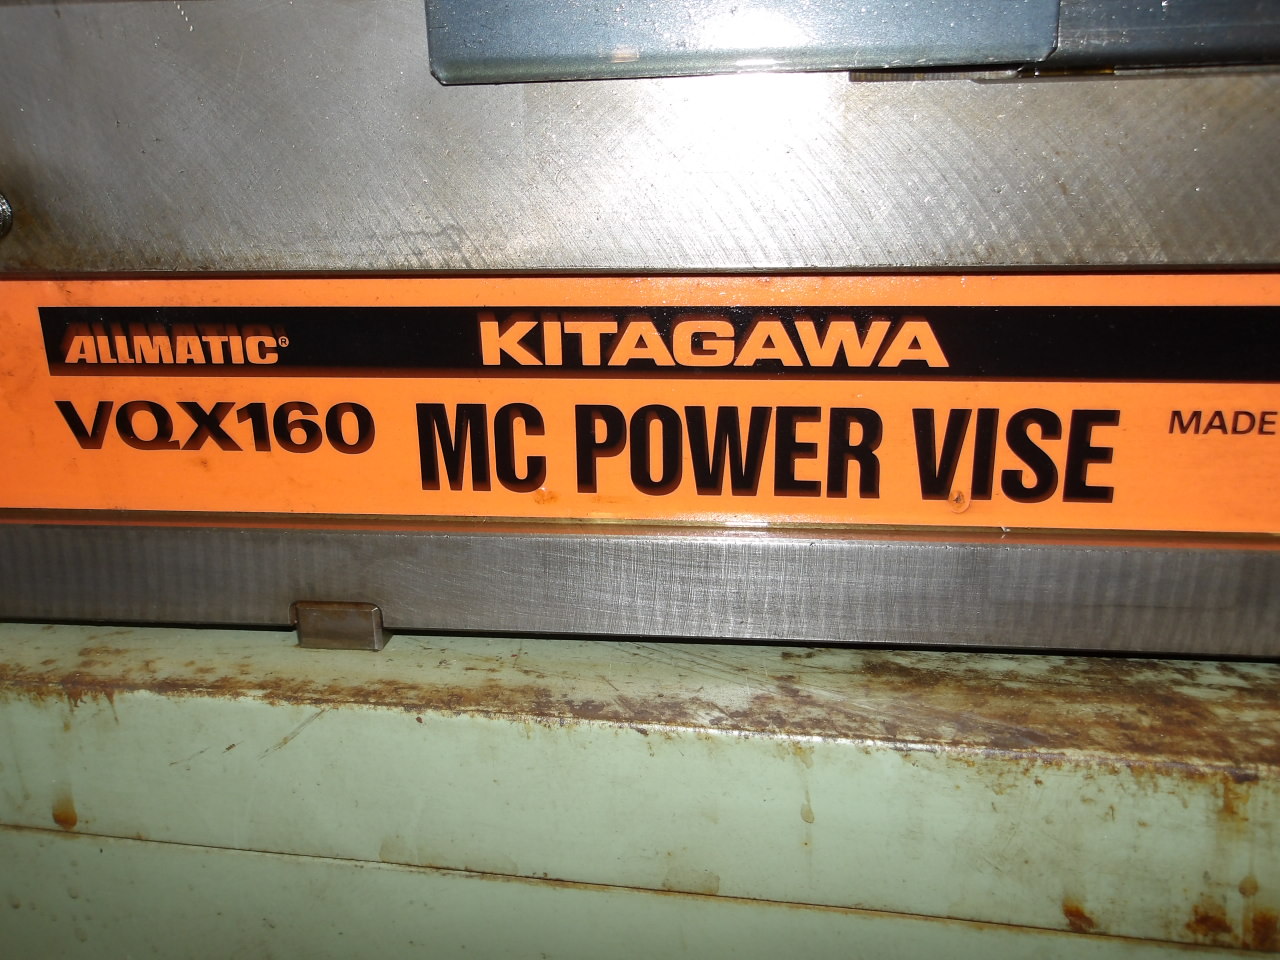 ALLMATIC® KITAGAWA
VQX160 MC POWER VISE MADE